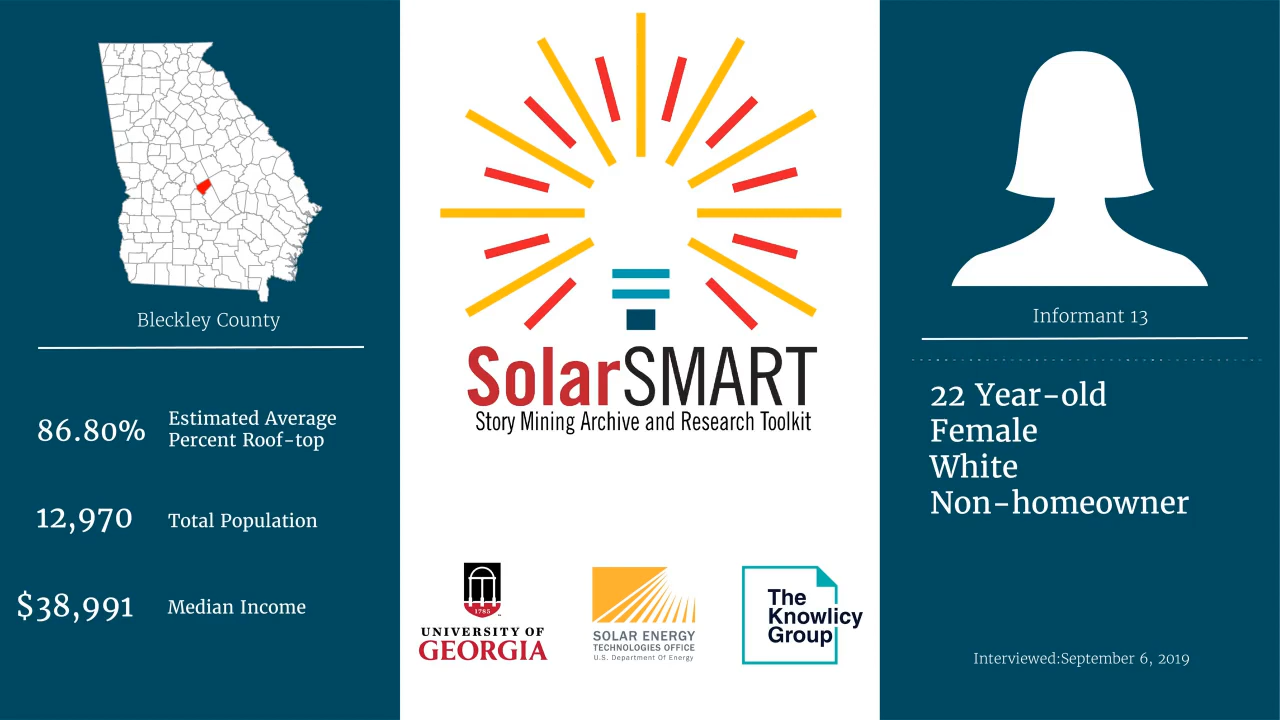 Bleckley County
86.80%
Estimated Average
Percent Roof-top
12,970
Total Population
$38,991
Median Income
SolarSMART
Story Mining Archive and Research Toolkit
1785
UNIVERSITY OF
GEORGIA
SOLAR ENERGY
TECHNOLOGIES OFFICE
U.S. Department Of Energy
The
Knowlicy
Group
Informant 13
22 Year-old
Female
White
Non-homeowner
Interviewed:September 6, 2019